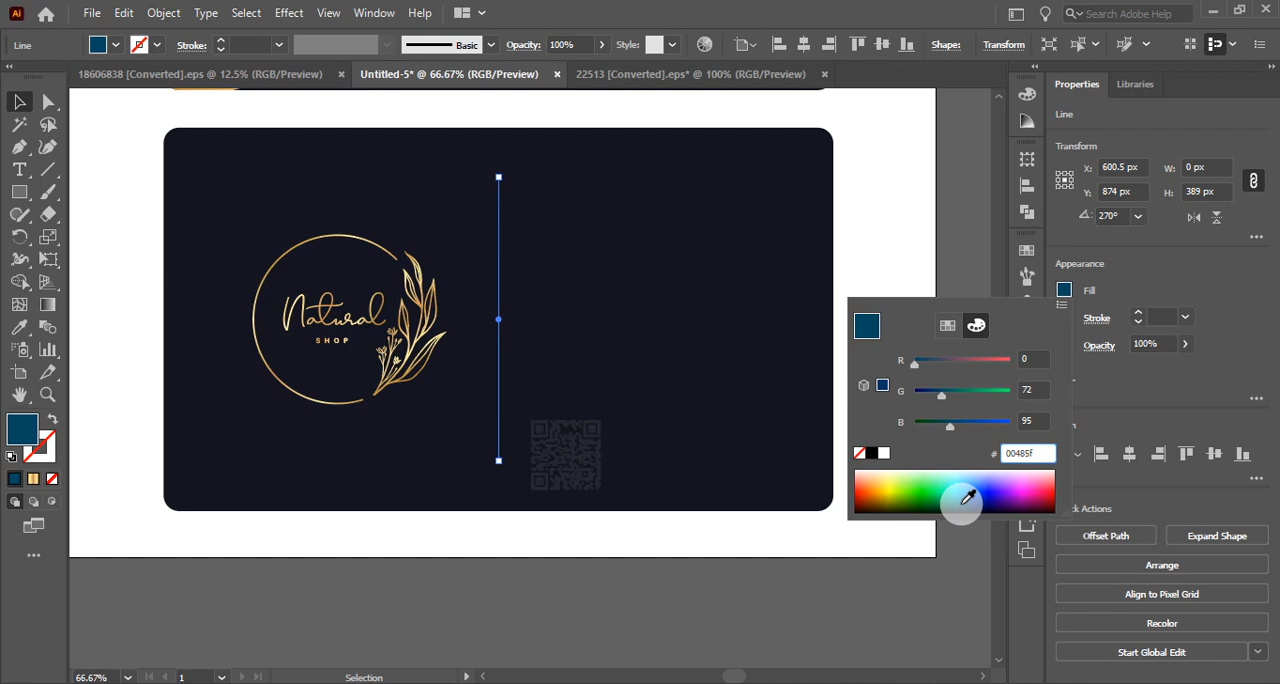 Ai File Edit Object Type Select Effect View Window Help Search Adobe Help
Line Stroke: Basic Opacity: 100% Style: Shape: Transform
18606838 [Converted].eps @ 12.5% (RGB/Preview) × Untitled-5* @ 66.67% (RGB/Preview) × 22513 [Converted].eps* @ 100% (RGB/Preview) ×
Properties Libraries
Line
Transform
X: 600.5 px W: 0 px
Y: 874 px H: 389 px
270°
Appearance
Fill
Stroke
Opacity 100%
R 0
G 72
B 95
# 00485f
Natural
SHOP
ck Actions
Offset Path Expand Shape
Arrange
Align to Pixel Grid
Recolor
Start Global Edit
66.67% 1 Selection